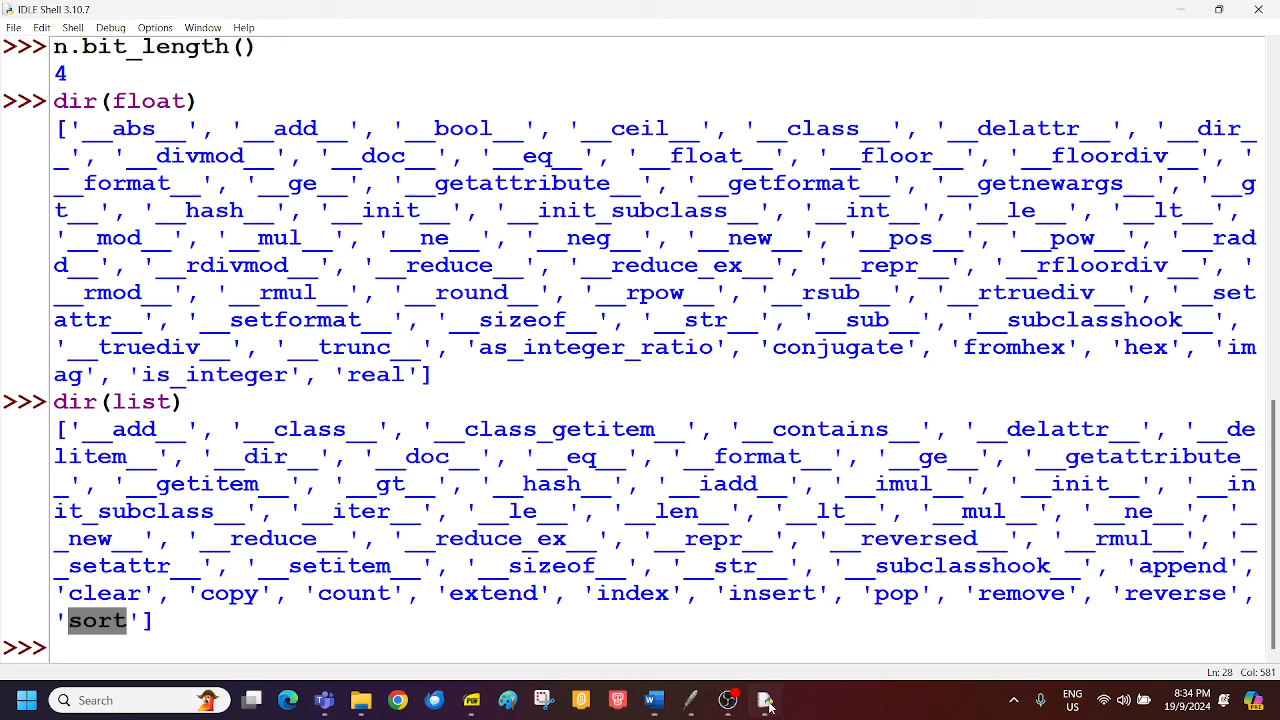 IDLE Shell 3.10.7
File Edit Shell Debug Options Window Help
>>> n.bit_length()
4
>>> dir(float)
['__abs__', '__add__', '__bool__', '__ceil__', '__class__', '__delattr__', '__dir_
_', '__divmod__', '__doc__', '__eq__', '__float__', '__floor__', '__floordiv__', '
__format__', '__ge__', '__getattribute__', '__getformat__', '__getnewargs__', '__g
t__', '__hash__', '__init__', '__init_subclass__', '__int__', '__le__', '__lt__',
'__mod__', '__mul__', '__ne__', '__neg__', '__new__', '__pos__', '__pow__', '__rad
d__', '__rdivmod__', '__reduce__', '__reduce_ex__', '__repr__', '__rfloordiv__', '
__rmod__', '__rmul__', '__round__', '__rpow__', '__rsub__', '__rtruediv__', '__set
attr__', '__setformat__', '__sizeof__', '__str__', '__sub__', '__subclasshook__',
'__truediv__', '__trunc__', 'as_integer_ratio', 'conjugate', 'fromhex', 'hex', 'im
ag', 'is_integer', 'real']
>>> dir(list)
['__add__', '__class__', '__class_getitem__', '__contains__', '__delattr__', '__de
litem__', '__dir__', '__doc__', '__eq__', '__format__', '__ge__', '__getattribute_
_', '__getitem__', '__gt__', '__hash__', '__iadd__', '__imul__', '__init__', '__in
it_subclass__', '__iter__', '__le__', '__len__', '__lt__', '__mul__', '__ne__', '_
_new__', '__reduce__', '__reduce_ex__', '__repr__', '__reversed__', '__rmul__', '_
_setattr__', '__setitem__', '__sizeof__', '__str__', '__subclasshook__', 'append',
'clear', 'copy', 'count', 'extend', 'index', 'insert', 'pop', 'remove', 'reverse',
'sort']
>>>
Ln: 28 Col: 581
Search
ENG
US
8:34 PM
19/9/2024